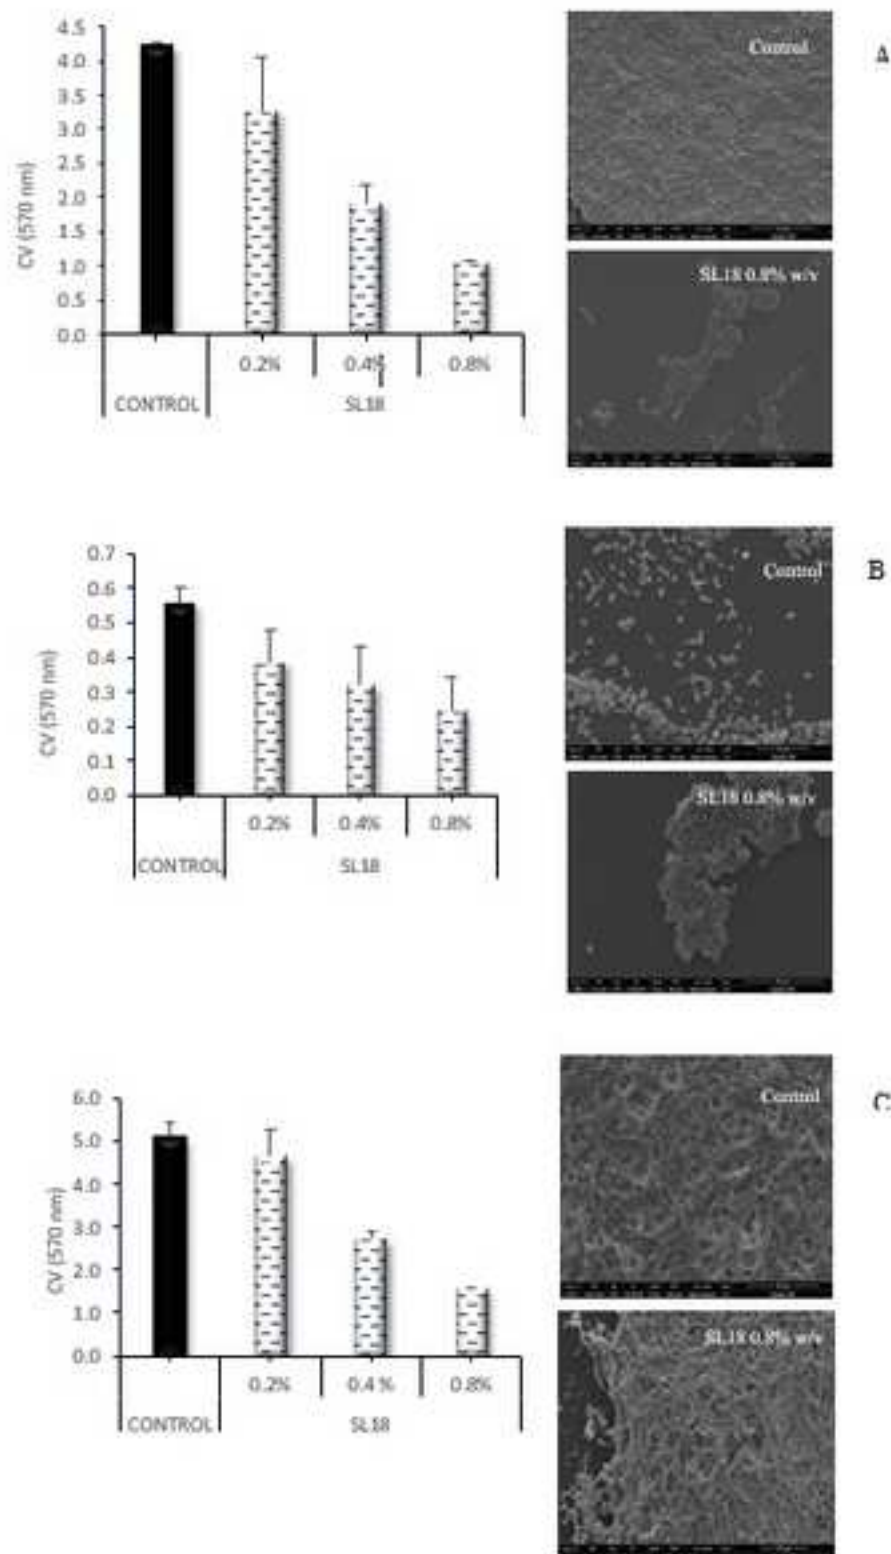 4.5
4.0
3.5
3.0
2.5
2.0
1.5
1.0
0.5
0.0
CV (570 nm)
0.2% 0.4% 0.8%
CONTROL SL18
Control
A
SL18 0.8% w/v
0.7
0.6
0.5
0.4
0.3
0.2
0.1
0.0
CV (570 nm)
0.2% 0.4% 0.8%
CONTROL SL18
Control
B
SL18 0.8% w/v
6.0
5.0
4.0
3.0
2.0
1.0
0.0
CV (570 nm)
0.2% 0.4 % 0.8%
CONTROL SL18
Control
C
SL18 0.8% w/v